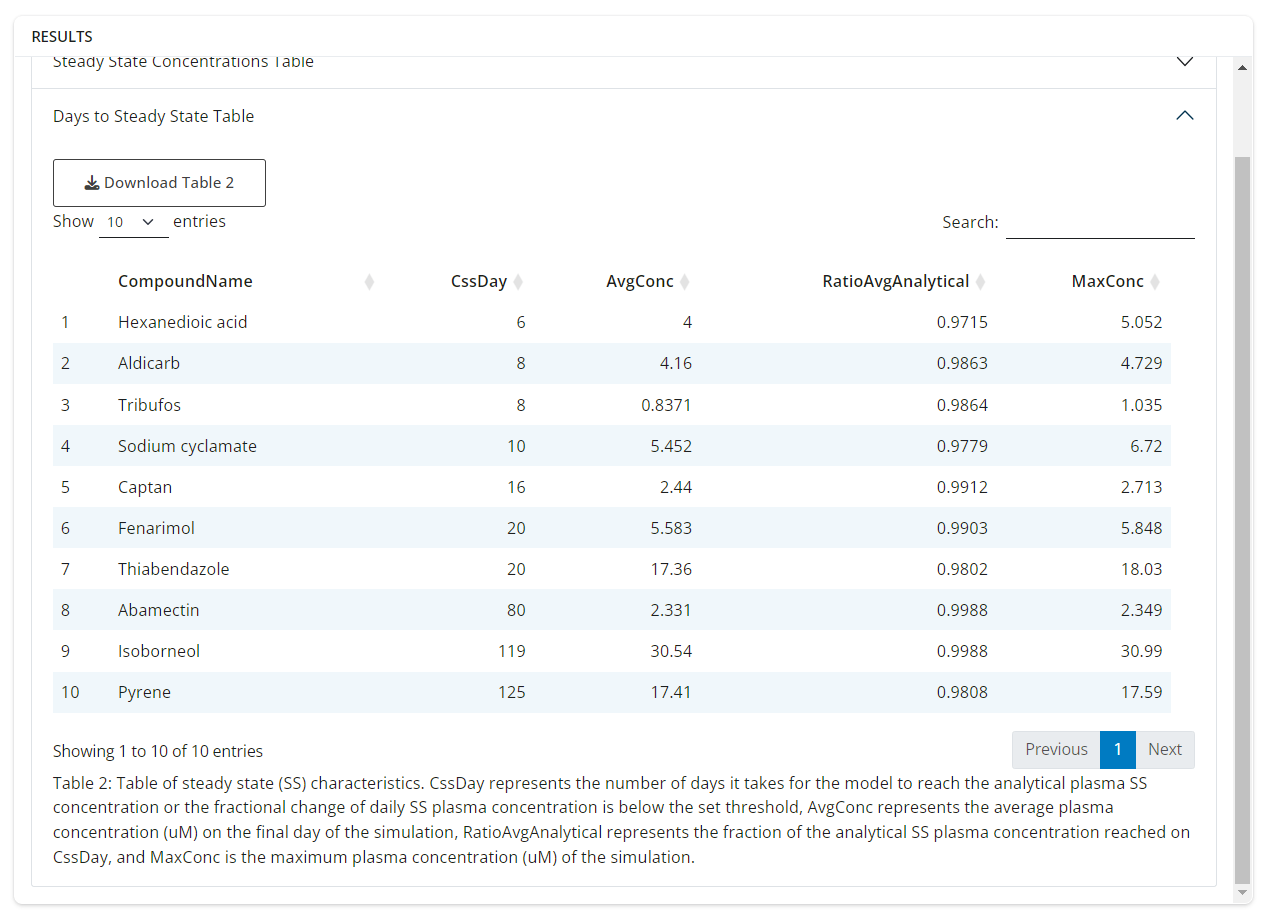 RESULTS
Steady State Concentrations Table
Days to Steady State Table
Download Table 2
Show 10 entries
Search:
CompoundName CssDay AvgConc RatioAvgAnalytical MaxConc
1 Hexanedioic acid 6 4 0.9715 5.052
2 Aldicarb 8 4.16 0.9863 4.729
3 Tribufos 8 0.8371 0.9864 1.035
4 Sodium cyclamate 10 5.452 0.9779 6.72
5 Captan 16 2.44 0.9912 2.713
6 Fenarimol 20 5.583 0.9903 5.848
7 Thiabendazole 20 17.36 0.9802 18.03
8 Abamectin 80 2.331 0.9988 2.349
9 Isoborneol 119 30.54 0.9988 30.99
10 Pyrene 125 17.41 0.9808 17.59
Showing 1 to 10 of 10 entries
Previous 1 Next
Table 2: Table of steady state (SS) characteristics. CssDay represents the number of days it takes for the model to reach the analytical plasma SS
concentration or the fractional change of daily SS plasma concentration is below the set threshold, AvgConc represents the average plasma
concentration (uM) on the final day of the simulation, RatioAvgAnalytical represents the fraction of the analytical SS plasma concentration reached on
CssDay, and MaxConc is the maximum plasma concentration (uM) of the simulation.